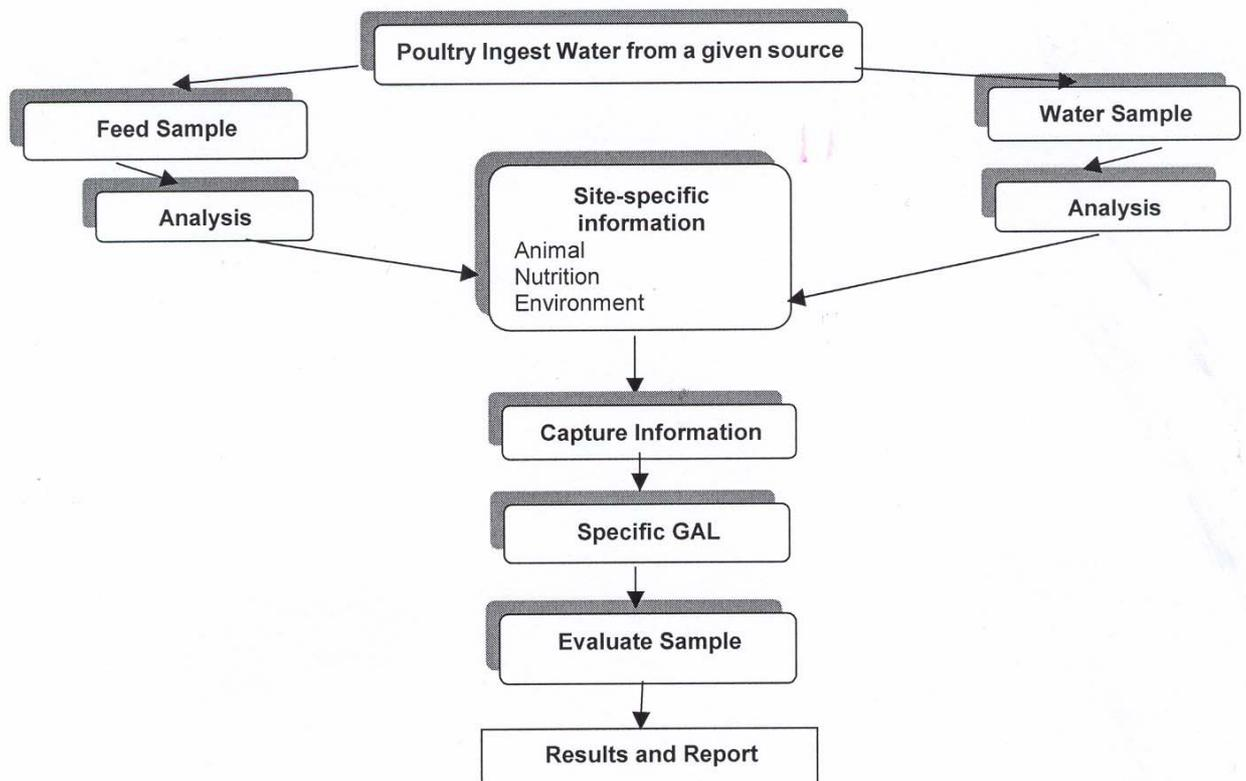 Poultry Ingest Water from a given source
Feed Sample
Water Sample
Analysis
Analysis
Site-specific
information
Animal
Nutrition
Environment
Capture Information
Specific GAL
Evaluate Sample
Results and Report